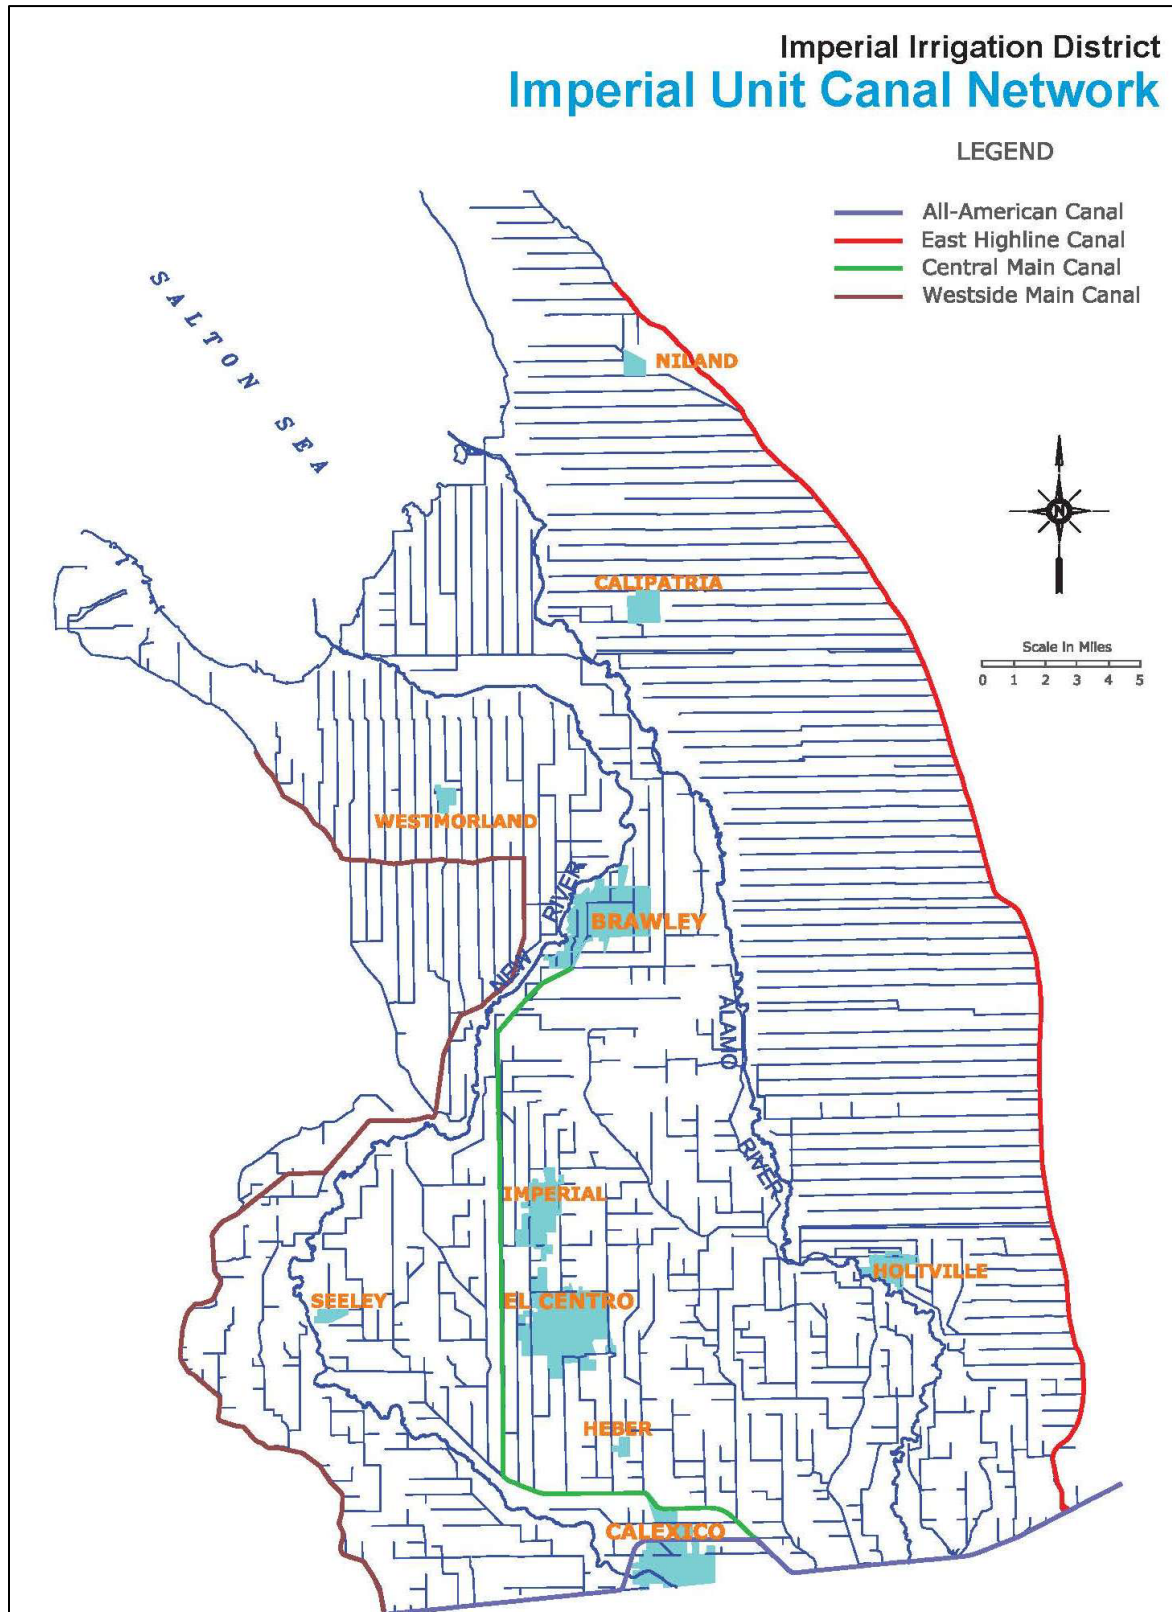 Imperial Irrigation District
Imperial Unit Canal Network
LEGEND
All-American Canal
East Highline Canal
Central Main Canal
Westside Main Canal
SALTON SEA
NILAND
N
CALIPATRIA
Scale In Miles
0 1 2 3 4 5
WESTMORLAND
NEW RIVER
BRAWLEY
ALAMO RIVER
IMPERIAL
HOLTVILLE
SEELEY
EL CENTRO
HEBER
CALEXICO